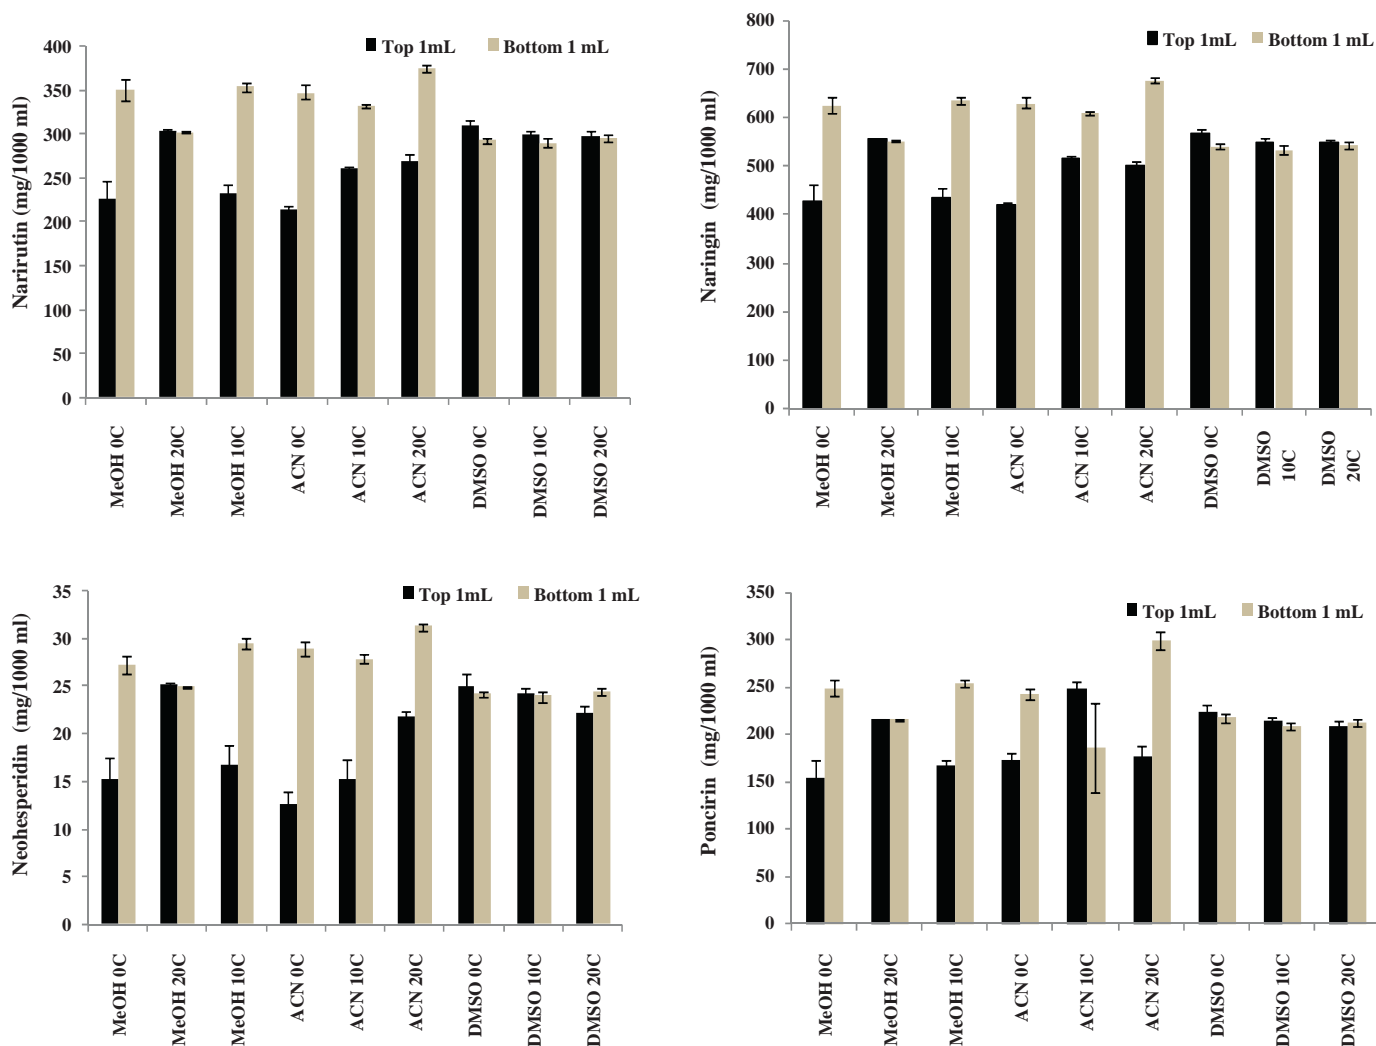 Top 1mL Bottom 1 mL
Narirutin (mg/1000 ml)
400
350
300
250
200
150
100
50
0
MeOH 0C
MeOH 20C
MeOH 10C
ACN 0C
ACN 10C
ACN 20C
DMSO 0C
DMSO 10C
DMSO 20C
Top 1mL Bottom 1 mL
Naringin (mg/1000 ml)
800
700
600
500
400
300
200
100
0
MeOH 0C
MeOH 20C
MeOH 10C
ACN 0C
ACN 10C
ACN 20C
DMSO 0C
DMSO
10C
DMSO
20C
Top 1mL Bottom 1 mL
Neohesperidin (mg/1000 ml)
35
30
25
20
15
10
5
0
MeOH 0C
MeOH 20C
MeOH 10C
ACN 0C
ACN 10C
ACN 20C
DMSO 0C
DMSO 10C
DMSO 20C
Top 1mL Bottom 1 mL
Poncirin (mg/1000 ml)
350
300
250
200
150
100
50
0
MeOH 0C
MeOH 20C
MeOH 10C
ACN 0C
ACN 10C
ACN 20C
DMSO 0C
DMSO 10C
DMSO 20C